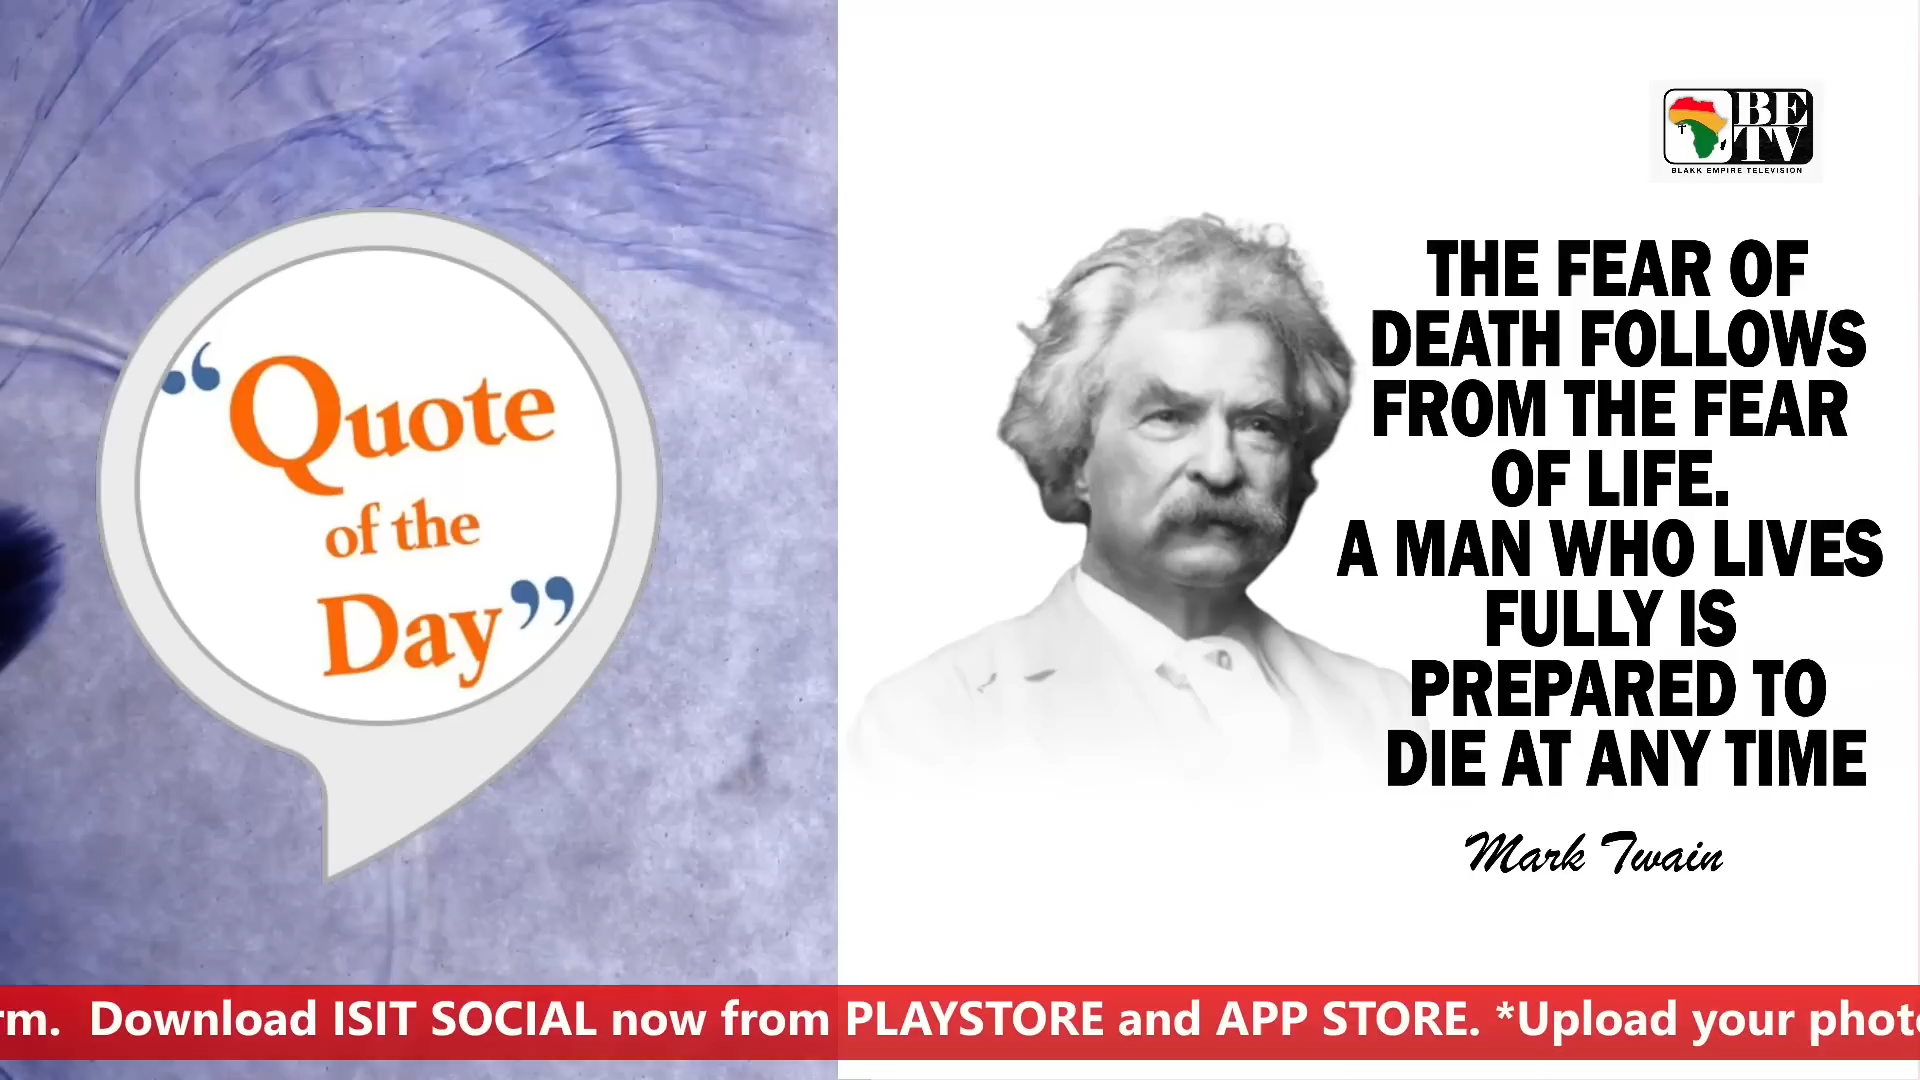 “Quote
of the
Day”
BE
TV
BLAKK EMPIRE TELEVISION
THE FEAR OF
DEATH FOLLOWS
FROM THE FEAR
OF LIFE.
A MAN WHO LIVES
FULLY IS
PREPARED TO
DIE AT ANY TIME
Mark Twain
rm. Download ISIT SOCIAL now from PLAYSTORE and APP STORE. *Upload your phot